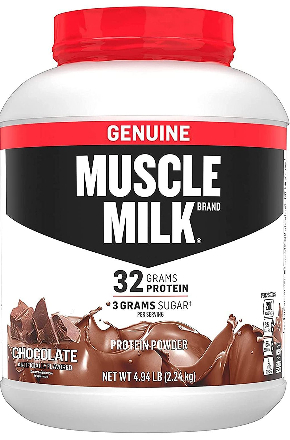 GENUINE
MUSCLE
MILK® BRAND
32 GRAMS
PROTEIN
3 GRAMS SUGAR†
PER SERVING
CHOCOLATE
PROTEIN POWDER
NET WT 4.94 LB (2.24 kg)